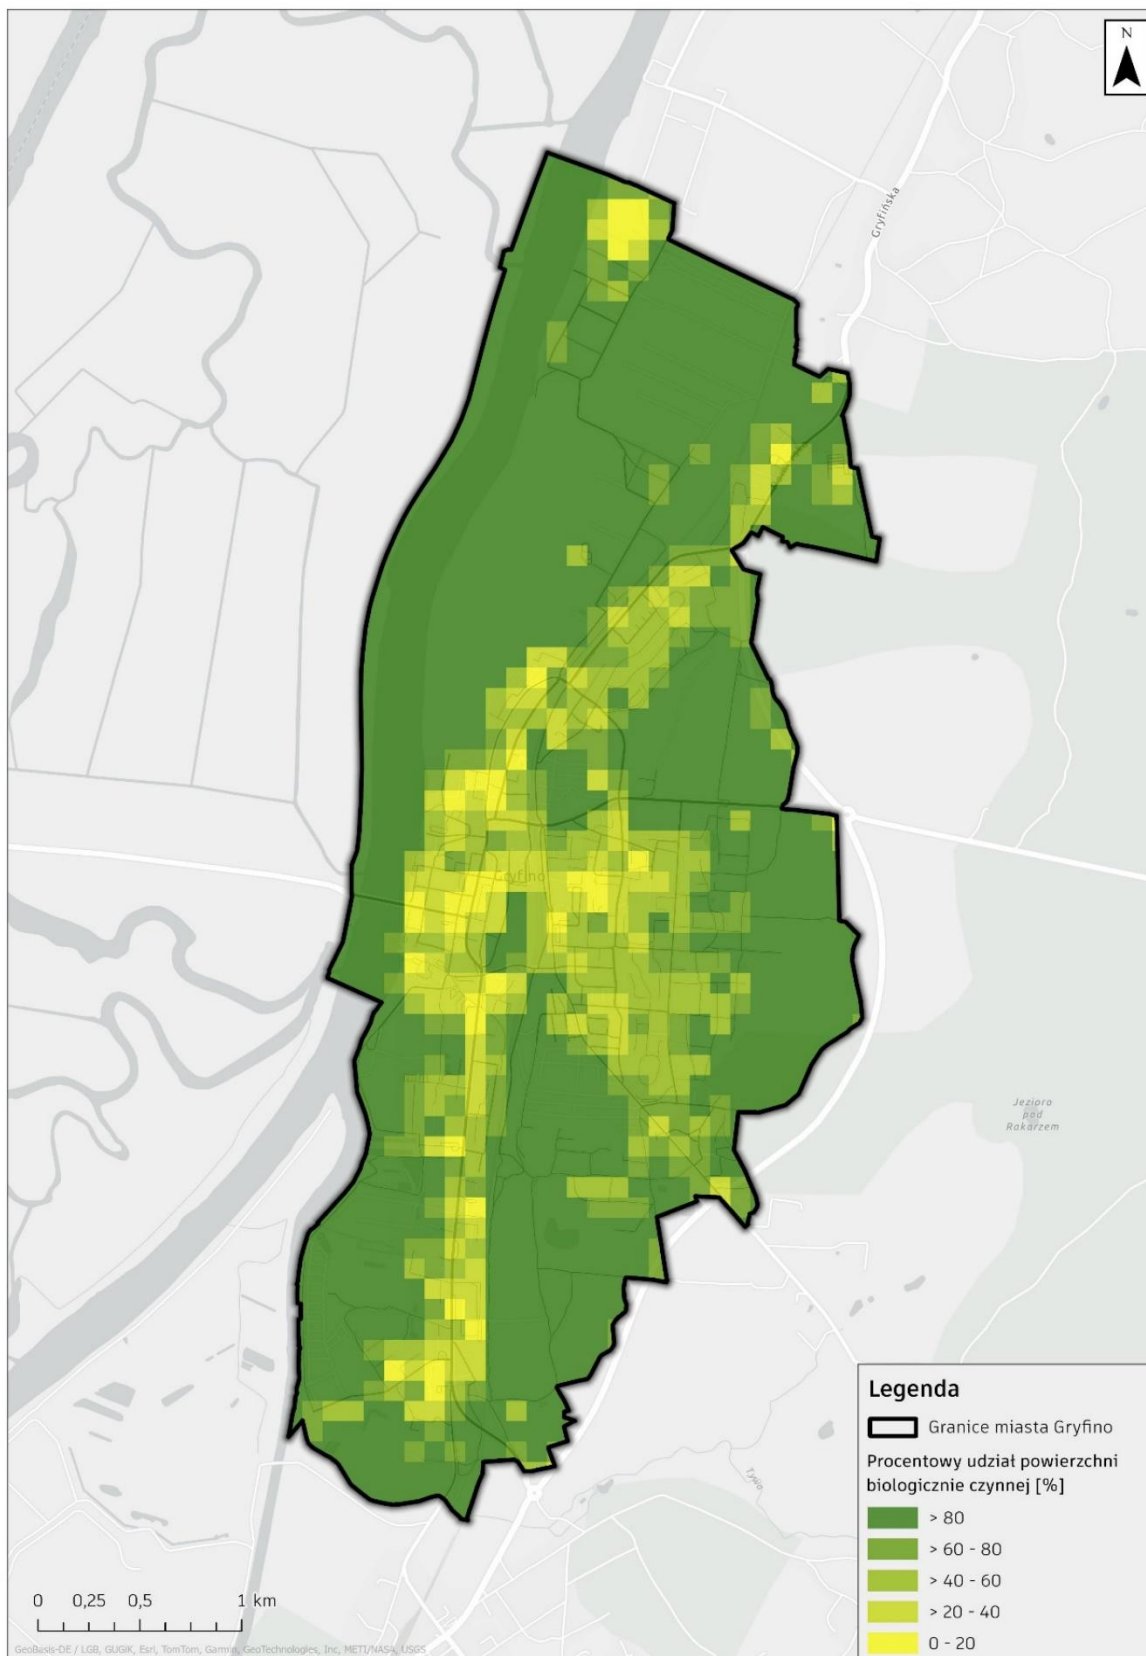 N
Gryfińska
Gryfino
Jezioro
pod
Rakarzem
Tywa
Legenda
Granice miasta Gryfino
Procentowy udział powierzchni
biologicznie czynnej [%]
> 80
> 60 - 80
> 40 - 60
> 20 - 40
0 - 20
0 0,25 0,5 1 km
GeoBasis-DE / LGB, GUGiK, Esri, TomTom, Garmin, GeoTechnologies, Inc, METI/NASA, USGS